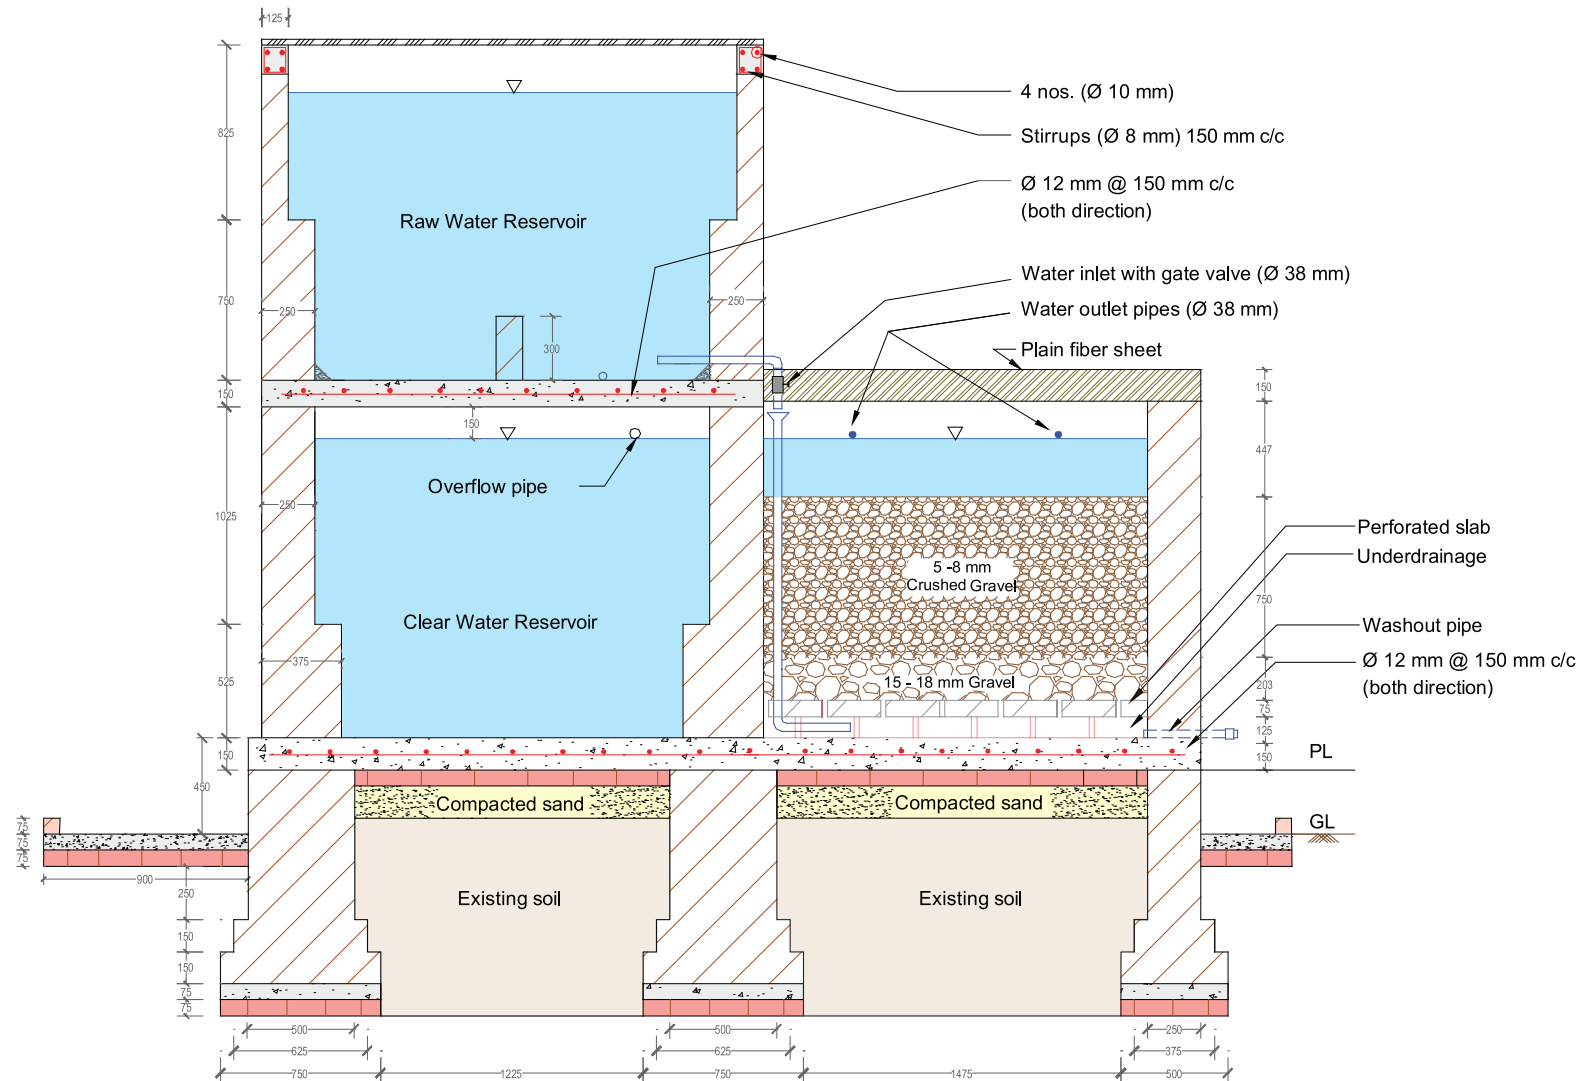 125
4 nos. (Ø 10 mm)
Stirrups (Ø 8 mm) 150 mm c/c
825
Ø 12 mm @ 150 mm c/c
(both direction)
Raw Water Reservoir
Water inlet with gate valve (Ø 38 mm)
750
250
250
Water outlet pipes (Ø 38 mm)
300
Plain fiber sheet
150
150
150
447
Overflow pipe
250
1025
Perforated slab
Underdrainage
5 -8 mm
Crushed Gravel
750
Clear Water Reservoir
Washout pipe
375
Ø 12 mm @ 150 mm c/c
(both direction)
525
15 - 18 mm Gravel
203
75
125
150
150
PL
450
Compacted sand
Compacted sand
75
75
75
GL
900
250
Existing soil
Existing soil
150
150
75
75
500
500
250
625
625
375
750
1225
750
1475
500